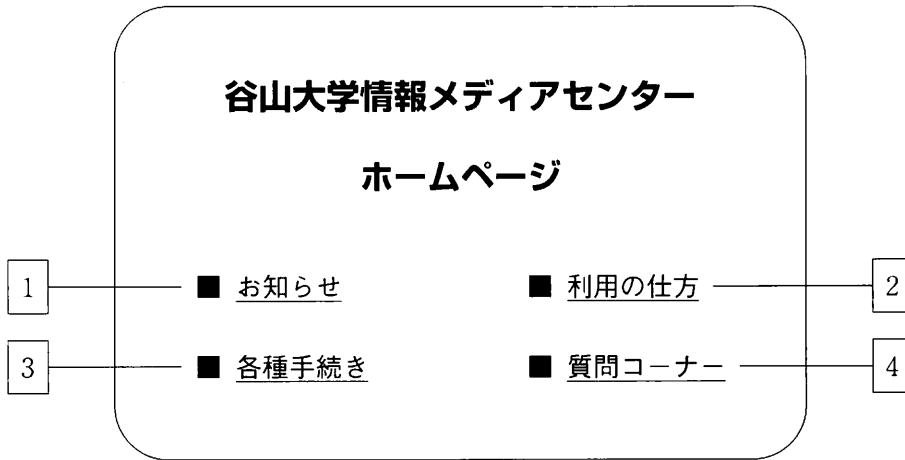 谷山大学情報メディアセンター
ホームページ
1 ■ お知らせ ■ 利用の仕方 2
3 ■ 各種手続き ■ 質問コーナー 4